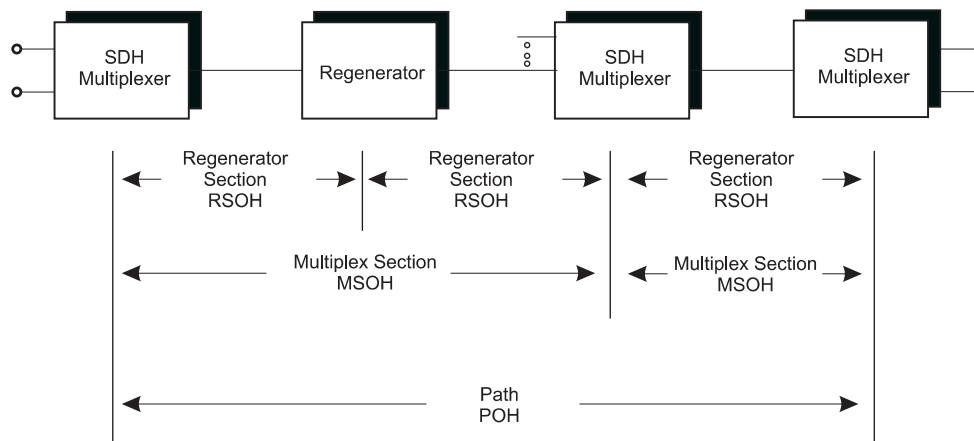 SDH
Multiplexer
Regenerator
SDH
Multiplexer
SDH
Multiplexer
Regenerator
Section
RSOH
Regenerator
Section
RSOH
Regenerator
Section
RSOH
Multiplex Section
MSOH
Multiplex Section
MSOH
Path
POH